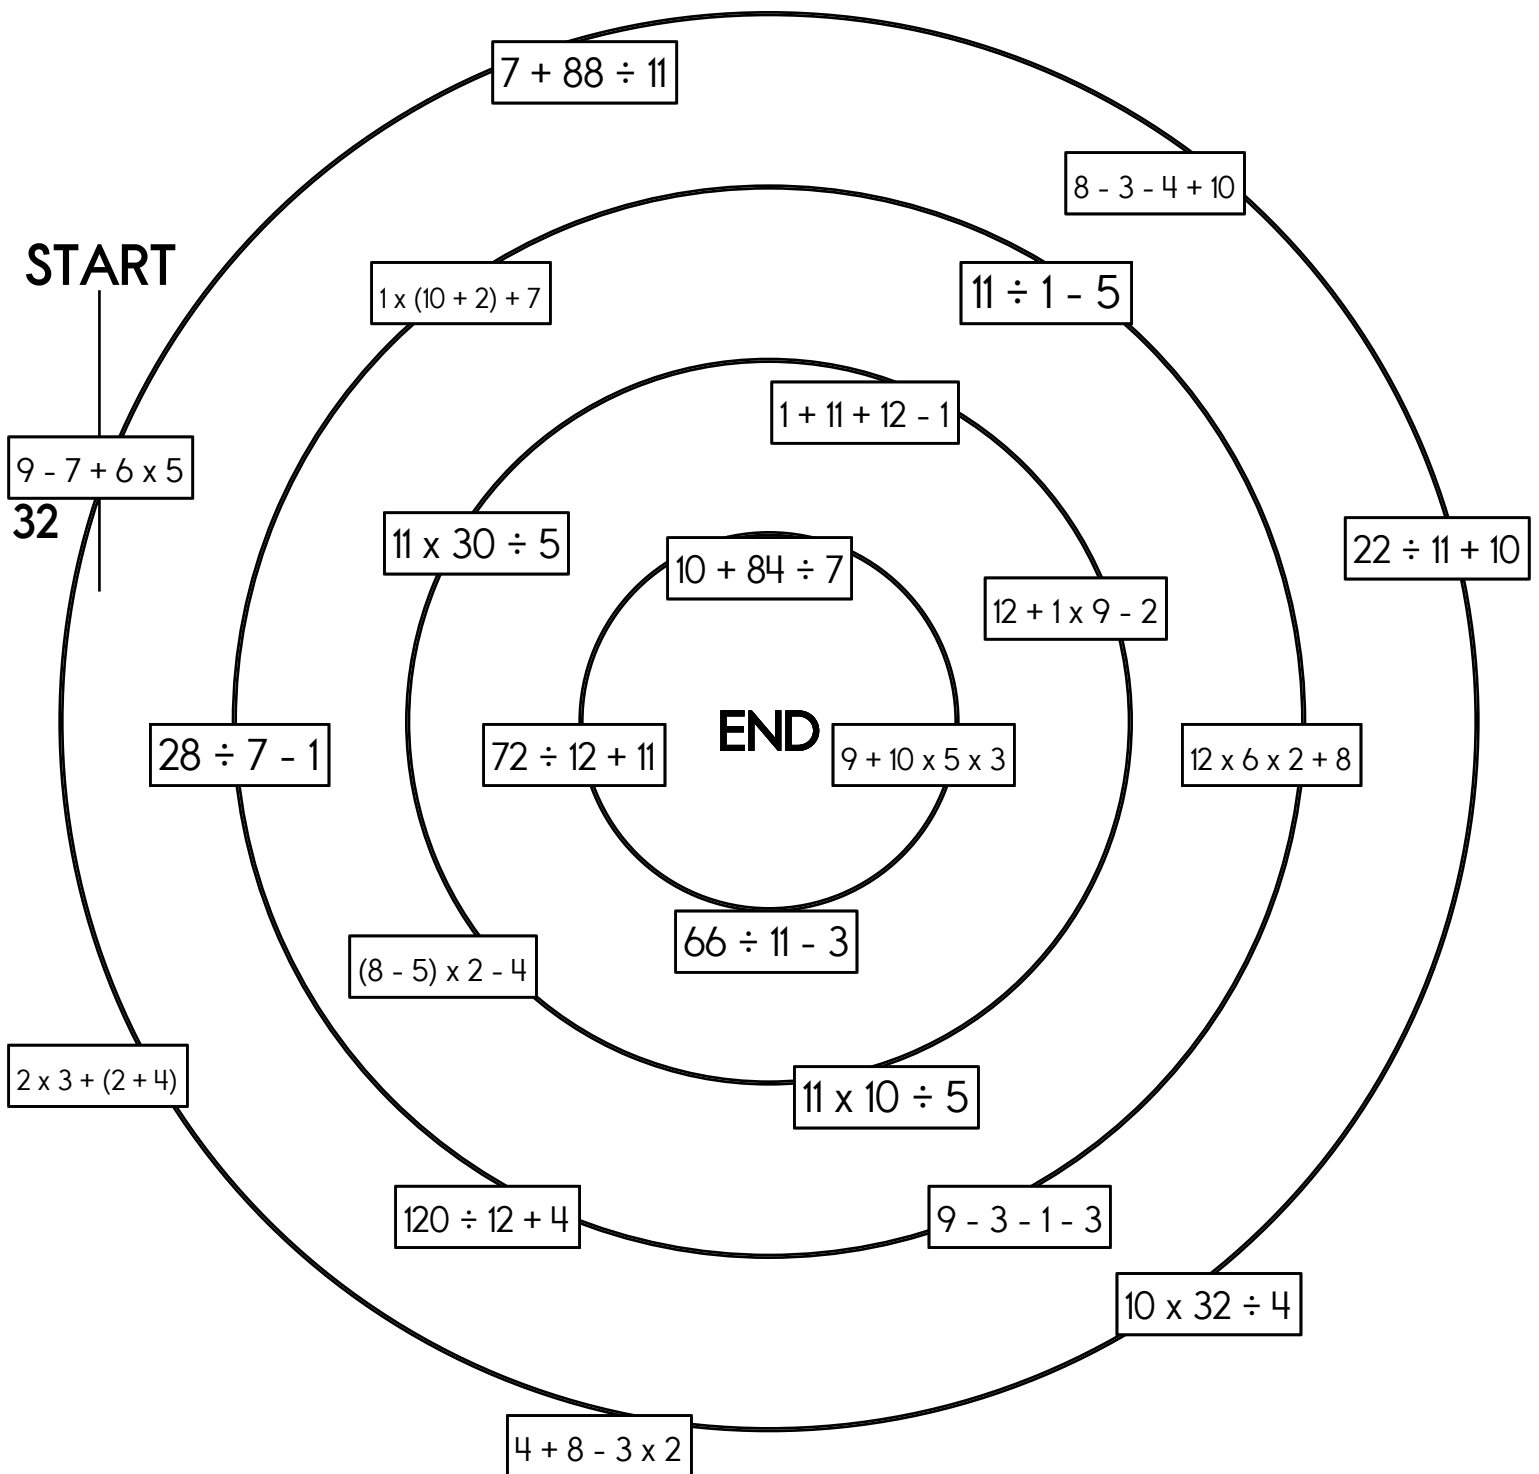 7 + 88 ÷ 11
8 - 3 - 4 + 10
START
1 x (10 + 2) + 7
11 ÷ 1 - 5
1 + 11 + 12 - 1
9 - 7 + 6 x 5
32
11 x 30 ÷ 5
22 ÷ 11 + 10
10 + 84 ÷ 7
12 + 1 x 9 - 2
28 ÷ 7 - 1
72 ÷ 12 + 11
END
9 + 10 x 5 x 3
12 x 6 x 2 + 8
66 ÷ 11 - 3
(8 - 5) x 2 - 4
2 x 3 + (2 + 4)
11 x 10 ÷ 5
120 ÷ 12 + 4
9 - 3 - 1 - 3
10 x 32 ÷ 4
4 + 8 - 3 x 2